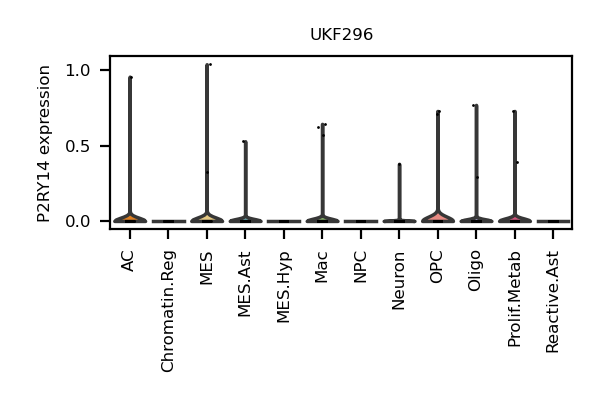 UKF296
P2RY14 expression
1.0
0.5
0.0
AC
Chromatin.Reg
MES
MES.Ast
MES.Hyp
Mac
NPC
Neuron
OPC
Oligo
Prolif.Metab
Reactive.Ast